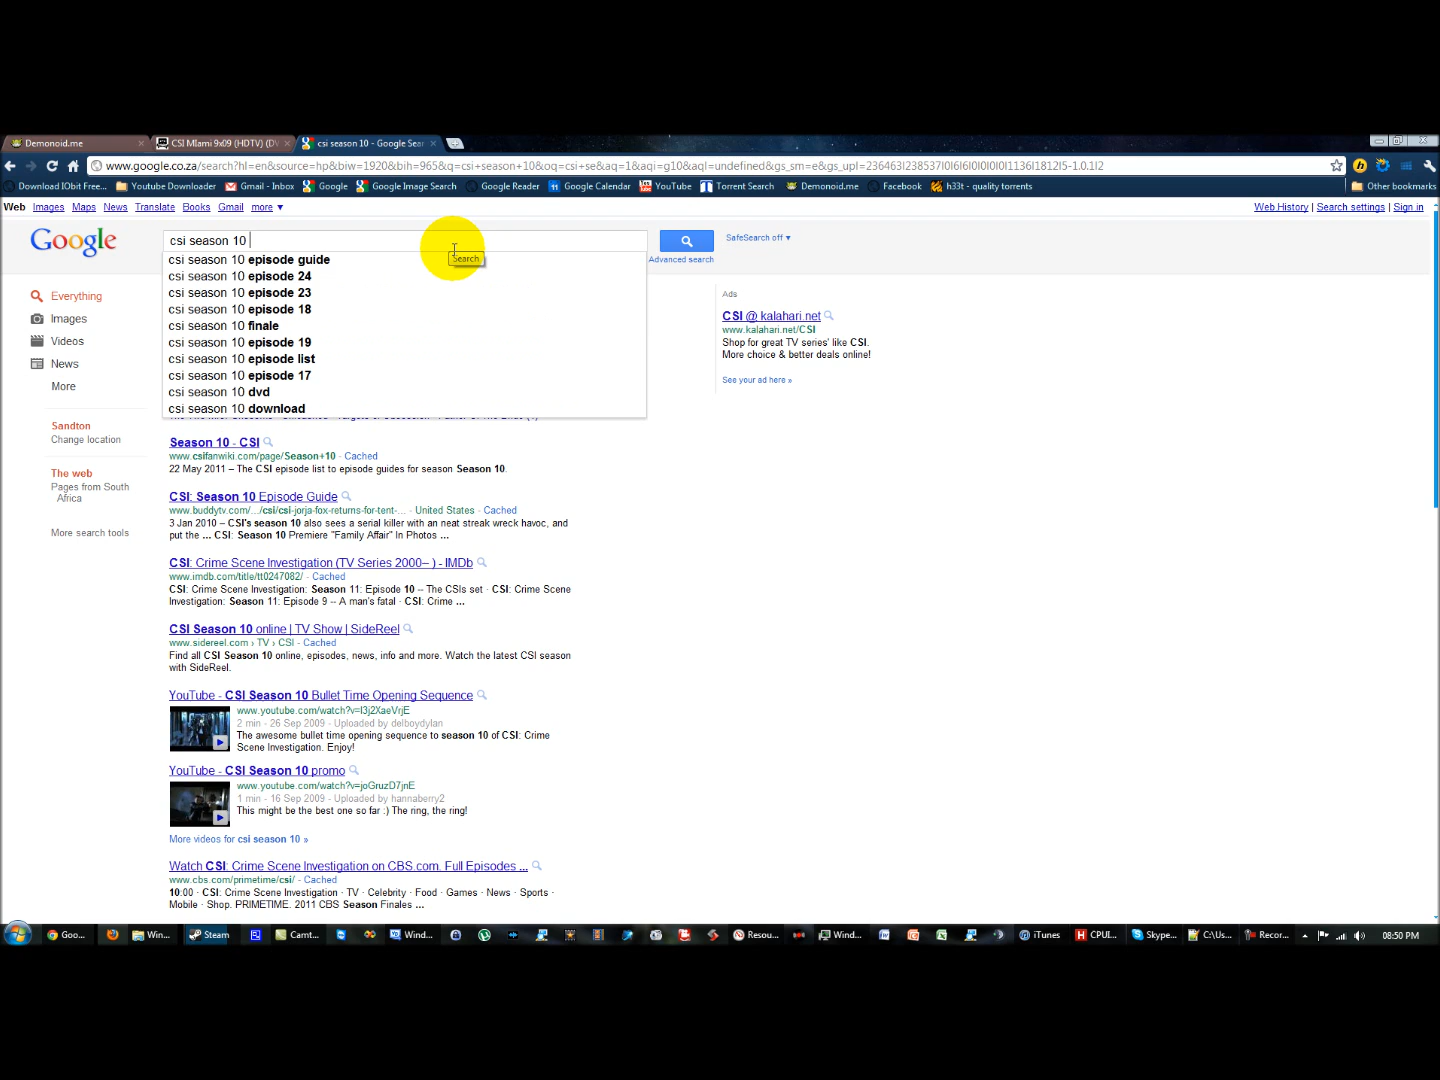 Demonoid.me
CSI MIami 9x09 (HDTV) (DV
csi season 10 - Google Sear
www.google.co.za/search?hl=en&source=hp&biw=1920&bih=965&q=csi+season+10&oq=csi+se&aq=1&aqi=g10&aql=undefined&gs_sm=e&gs_upl=236463l238537l0l6l6l0l0l0l0l1136l1812l5-1.0.1l2
Download IObit Free...
Youtube Downloader
Gmail - Inbox
Google
Google Image Search
Google Reader
Google Calendar
YouTube
Torrent Search
Demonoid.me
Facebook
h33t - quality torrents
Other bookmarks
Web Images Maps News Translate Books Gmail more ▼
Web History | Search settings | Sign in
Google
csi season 10
SafeSearch off ▼
Search
Advanced search
csi season 10 episode guide
csi season 10 episode 24
csi season 10 episode 23
csi season 10 episode 18
csi season 10 finale
csi season 10 episode 19
csi season 10 episode list
csi season 10 episode 17
csi season 10 dvd
csi season 10 download
Everything
Images
Videos
News
More
Sandton
Change location
The web
Pages from South
Africa
More search tools
Ads
CSI @ kalahari.net
www.kalahari.net/CSI
Shop for great TV series' like CSI.
More choice & better deals online!
See your ad here »
Season 10 - CSI
www.csifanwiki.com/page/Season+10 - Cached
22 May 2011 – The CSI episode list to episode guides for season Season 10.
CSI: Season 10 Episode Guide
www.buddytv.com/.../csi/csi-jorja-fox-returns-for-tent-... - United States - Cached
3 Jan 2010 – CSI's season 10 also sees a serial killer with an neat streak wreck havoc, and
put the ... CSI: Season 10 Premiere "Family Affair" In Photos ...
CSI: Crime Scene Investigation (TV Series 2000– ) - IMDb
www.imdb.com/title/tt0247082/ - Cached
CSI: Crime Scene Investigation: Season 11: Episode 10 -- The CSIs set · CSI: Crime Scene
Investigation: Season 11: Episode 9 -- A man's fatal · CSI: Crime ...
CSI Season 10 online | TV Show | SideReel
www.sidereel.com › TV › CSI - Cached
Find all CSI Season 10 online, episodes, news, info and more. Watch the latest CSI season
with SideReel.
YouTube - CSI Season 10 Bullet Time Opening Sequence
www.youtube.com/watch?v=l3j2XaeVrjE
2 min - 26 Sep 2009 - Uploaded by delboydylan
The awesome bullet time opening sequence to season 10 of CSI: Crime
Scene Investigation. Enjoy!
YouTube - CSI Season 10 promo
www.youtube.com/watch?v=joGruzD7jnE
1 min - 16 Sep 2009 - Uploaded by hannaberry2
This might be the best one so far :) The ring, the ring!
More videos for csi season 10 »
Watch CSI: Crime Scene Investigation on CBS.com. Full Episodes ...
www.cbs.com/primetime/csi/ - Cached
10:00 · CSI: Crime Scene Investigation · TV · Celebrity · Food · Games · News · Sports ·
Mobile · Shop. PRIMETIME. 2011 CBS Season Finales ...
Goo...
Win...
Steam
Camt...
Wind...
Resou...
Wind...
iTunes
CPUI...
Skype...
C:\Us...
Recor...
08:50 PM